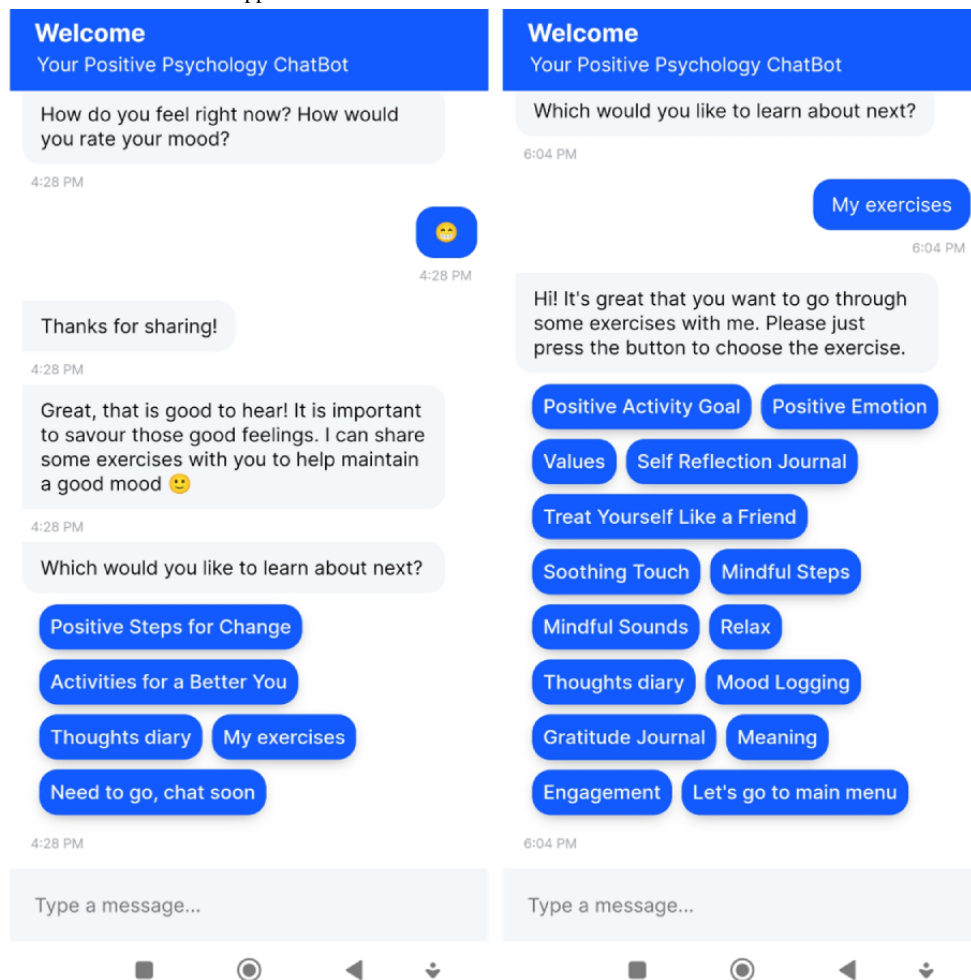 Welcome
Your Positive Psychology ChatBot
How do you feel right now? How would
you rate your mood?
4:28 PM
😁
4:28 PM
Thanks for sharing!
4:28 PM
Great, that is good to hear! It is important
to savour those good feelings. I can share
some exercises with you to help maintain
a good mood 🙂
4:28 PM
Which would you like to learn about next?
Positive Steps for Change
Activities for a Better You
Thoughts diary
My exercises
Need to go, chat soon
4:28 PM
Type a message...
Welcome
Your Positive Psychology ChatBot
Which would you like to learn about next?
6:04 PM
My exercises
6:04 PM
Hi! It's great that you want to go through
some exercises with me. Please just
press the button to choose the exercise.
Positive Activity Goal
Positive Emotion
Values
Self Reflection Journal
Treat Yourself Like a Friend
Soothing Touch
Mindful Steps
Mindful Sounds
Relax
Thoughts diary
Mood Logging
Gratitude Journal
Meaning
Engagement
Let's go to main menu
6:04 PM
Type a message...